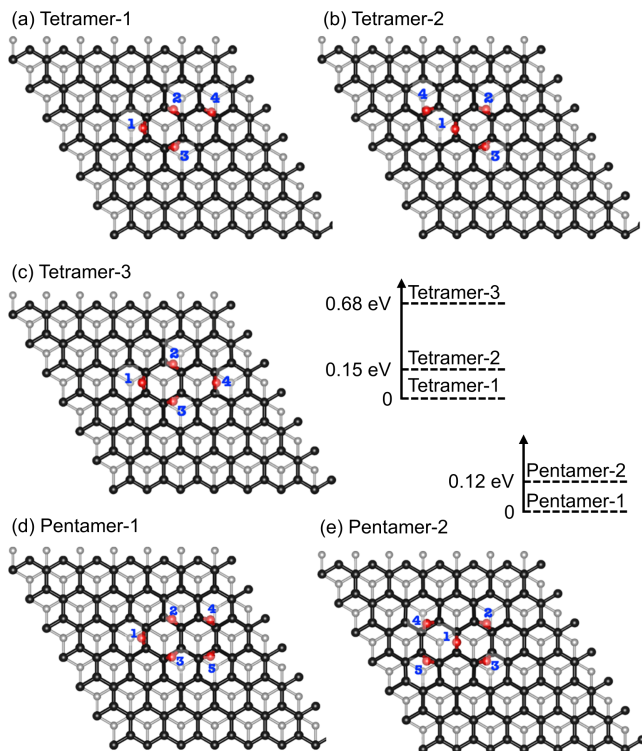 (a) Tetramer-1
2
4
1
3
(b) Tetramer-2
4
2
1
3
(c) Tetramer-3
2
1
4
3
0.68 eV Tetramer-3
0.15 eV Tetramer-2
0 Tetramer-1
0.12 eV Pentamer-2
0 Pentamer-1
(d) Pentamer-1
2
4
1
3
5
(e) Pentamer-2
4
2
1
5
3